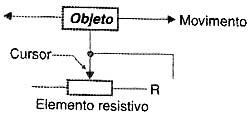 Objeto
Movimento
Cursor
R
Elemento resistivo